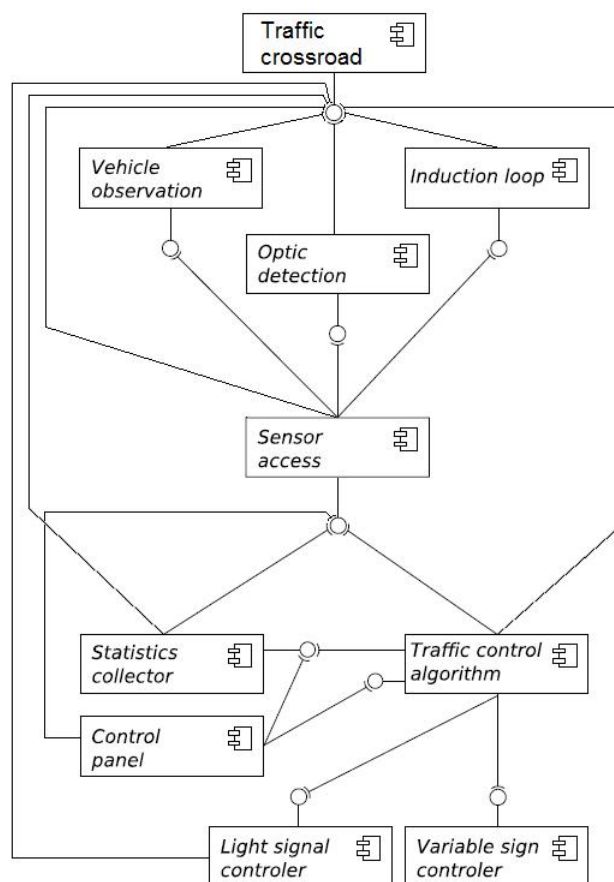 Traffic
crossroad
Vehicle
observation
Induction loop
Optic
detection
Sensor
access
Statistics
collector
Traffic control
algorithm
Control
panel
Light signal
controler
Variable sign
controler